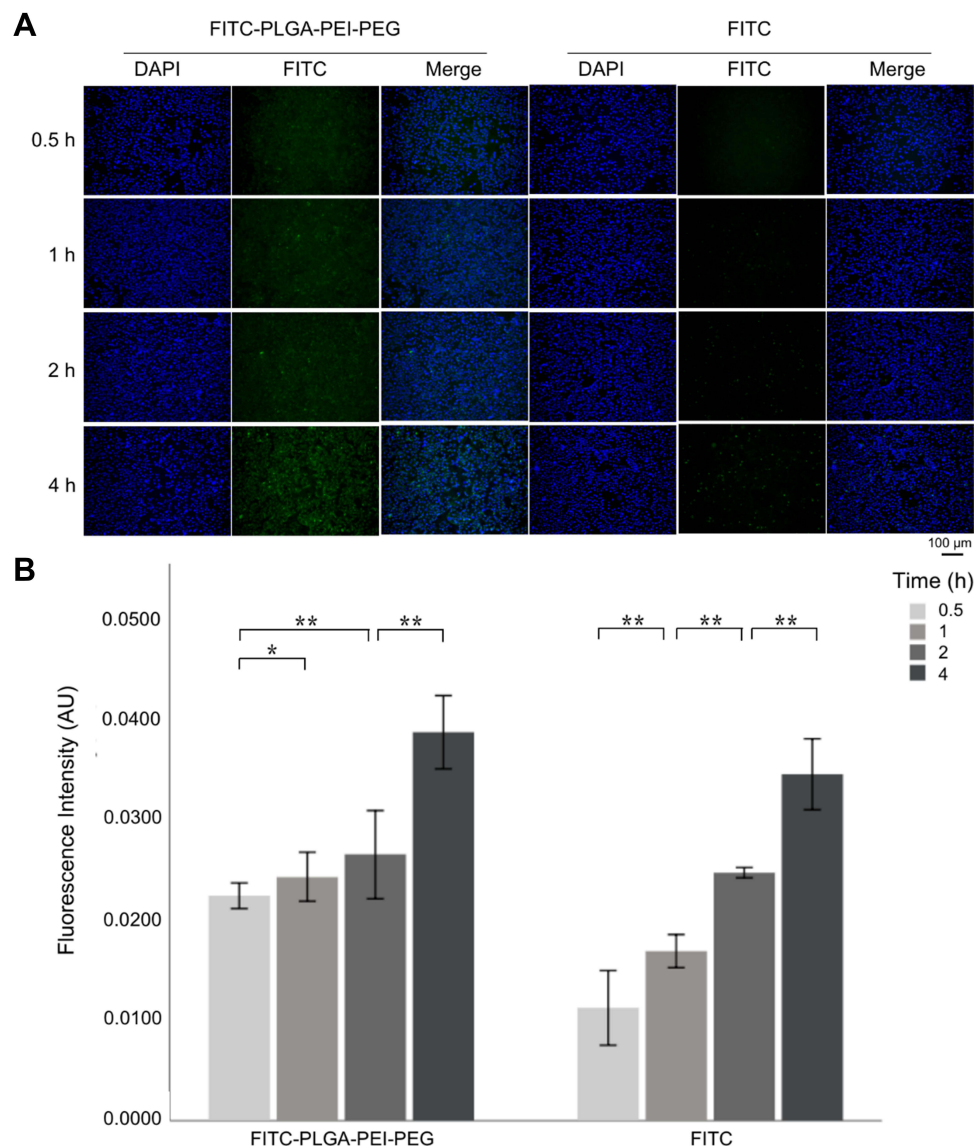 A
FITC-PLGA-PEI-PEG FITC
DAPI FITC Merge DAPI FITC Merge
0.5 h
1 h
2 h
4 h
100 µm
B
Time (h)
0.5
1
2
4
0.0500
0.0400
0.0300
0.0200
0.0100
0.0000
Fluorescence Intensity (AU)
** ** ** ** **
*
FITC-PLGA-PEI-PEG FITC